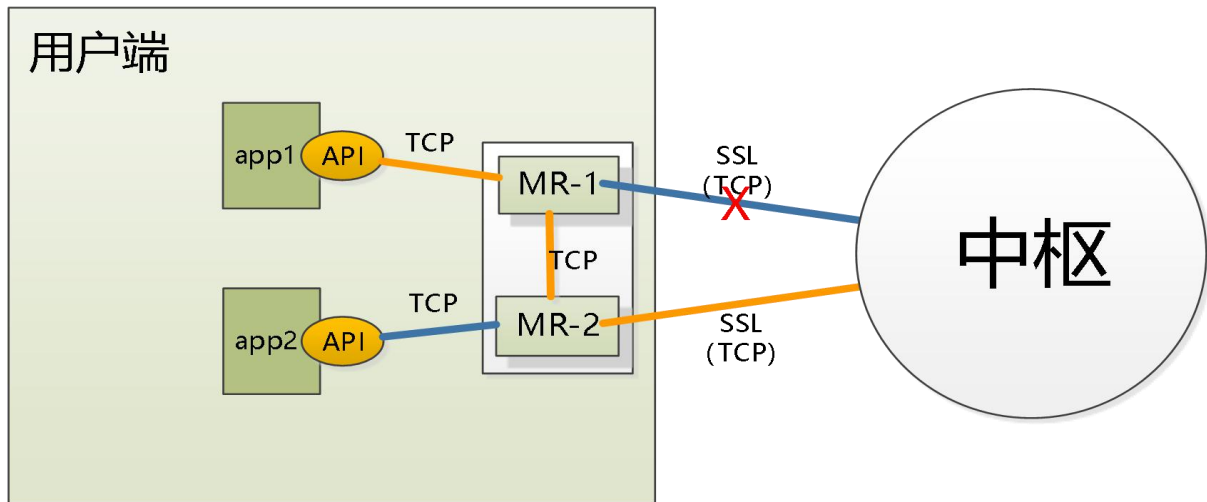 用户端
app1
API
TCP
MR-1
SSL
(TCP)
X
TCP
中枢
app2
API
TCP
MR-2
SSL
(TCP)